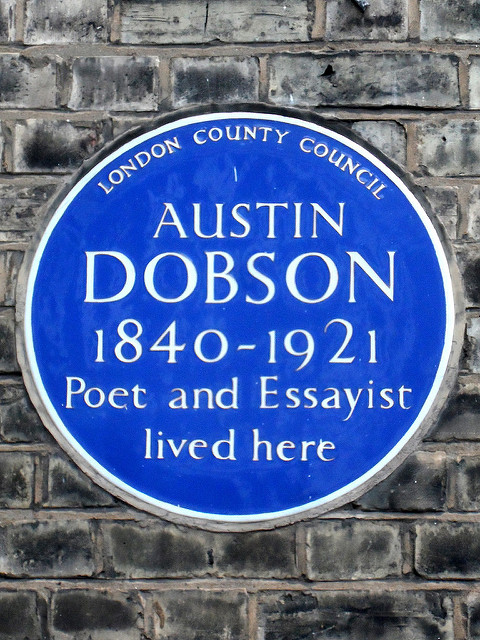 LONDON COUNTY COUNCIL
AUSTIN
DOBSON
1840-1921
Poet and Essayist
lived here